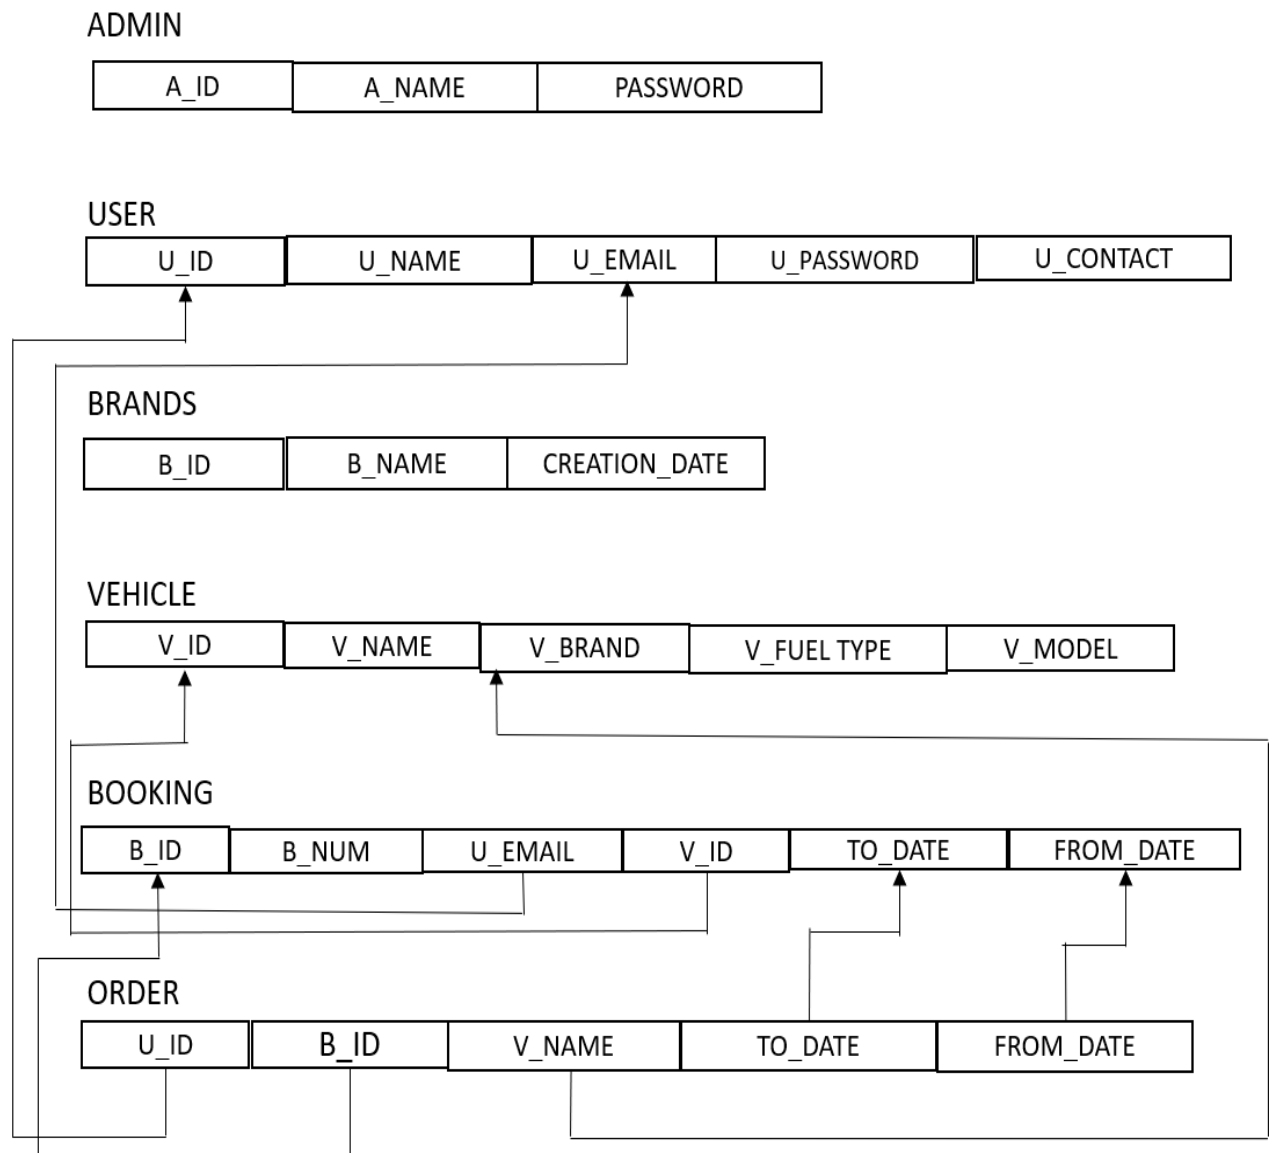 ADMIN
A_ID A_NAME PASSWORD
USER
U_ID U_NAME U_EMAIL U_PASSWORD U_CONTACT
BRANDS
B_ID B_NAME CREATION_DATE
VEHICLE
V_ID V_NAME V_BRAND V_FUEL TYPE V_MODEL
BOOKING
B_ID B_NUM U_EMAIL V_ID TO_DATE FROM_DATE
ORDER
U_ID B_ID V_NAME TO_DATE FROM_DATE